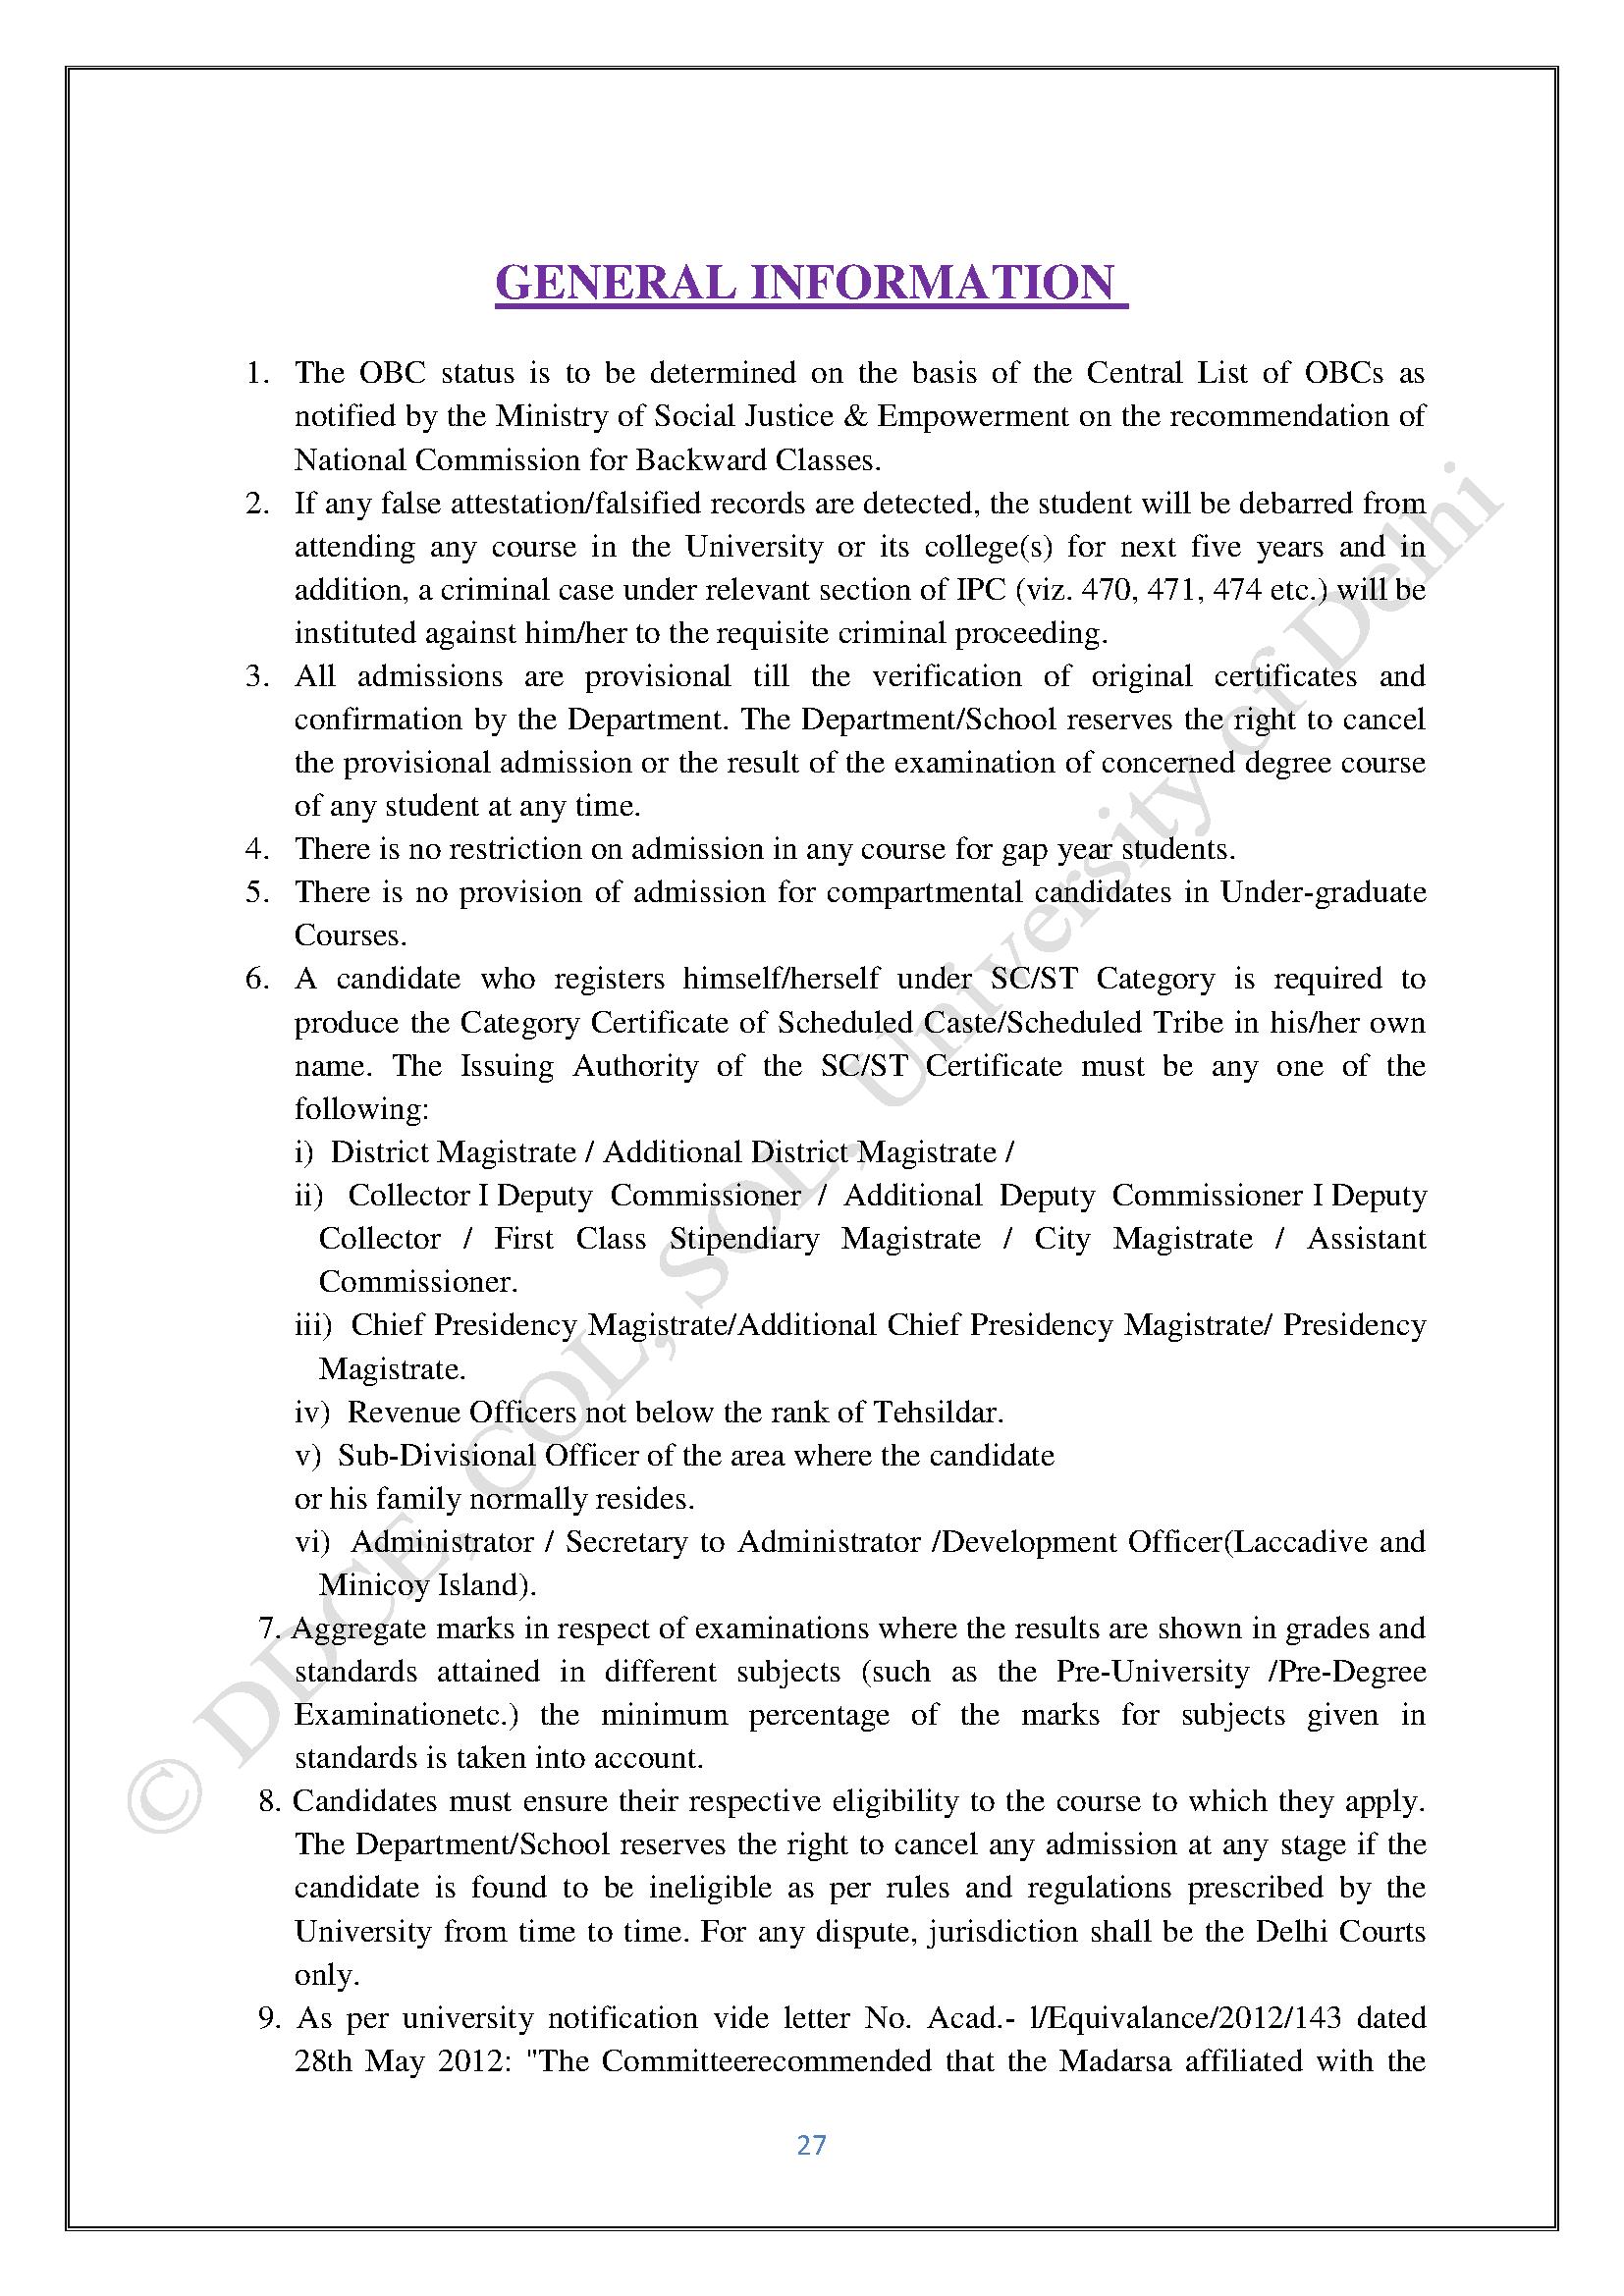 GENERAL INFORMATION
1. The OBC status is to be determined on the basis of the Central List of OBCs as
notified by the Ministry of Social Justice & Empowerment on the recommendation of
National Commission for Backward Classes.
2. If any false attestation/falsified records are detected, the student will be debarred from
attending any course in the University or its college(s) for next five years and in
addition, a criminal case under relevant section of IPC (viz. 470, 471, 474 etc.) will be
instituted against him/her to the requisite criminal proceeding.
3. All admissions are provisional till the verification of original certificates and
confirmation by the Department. The Department/School reserves the right to cancel
the provisional admission or the result of the examination of concerned degree course
of any student at any time.
4. There is no restriction on admission in any course for gap year students.
5. There is no provision of admission for compartmental candidates in Under-graduate
Courses.
6. A candidate who registers himself/herself under SC/ST Category is required to
produce the Category Certificate of Scheduled Caste/Scheduled Tribe in his/her own
name. The Issuing Authority of the SC/ST Certificate must be any one of the
following:
i) District Magistrate / Additional District Magistrate /
ii) Collector I Deputy Commissioner / Additional Deputy Commissioner I Deputy
Collector / First Class Stipendiary Magistrate / City Magistrate / Assistant
Commissioner.
iii) Chief Presidency Magistrate/Additional Chief Presidency Magistrate/ Presidency
Magistrate.
iv) Revenue Officers not below the rank of Tehsildar.
v) Sub-Divisional Officer of the area where the candidate
or his family normally resides.
vi) Administrator / Secretary to Administrator /Development Officer(Laccadive and
Minicoy Island).
7. Aggregate marks in respect of examinations where the results are shown in grades and
standards attained in different subjects (such as the Pre-University /Pre-Degree
Examinationetc.) the minimum percentage of the marks for subjects given in
standards is taken into account.
8. Candidates must ensure their respective eligibility to the course to which they apply.
The Department/School reserves the right to cancel any admission at any stage if the
candidate is found to be ineligible as per rules and regulations prescribed by the
University from time to time. For any dispute, jurisdiction shall be the Delhi Courts
only.
9. As per university notification vide letter No. Acad.- l/Equivalance/2012/143 dated
28th May 2012: "The Committeerecommended that the Madarsa affiliated with the
27
© DDCE, COL, SOL, University of Delhi